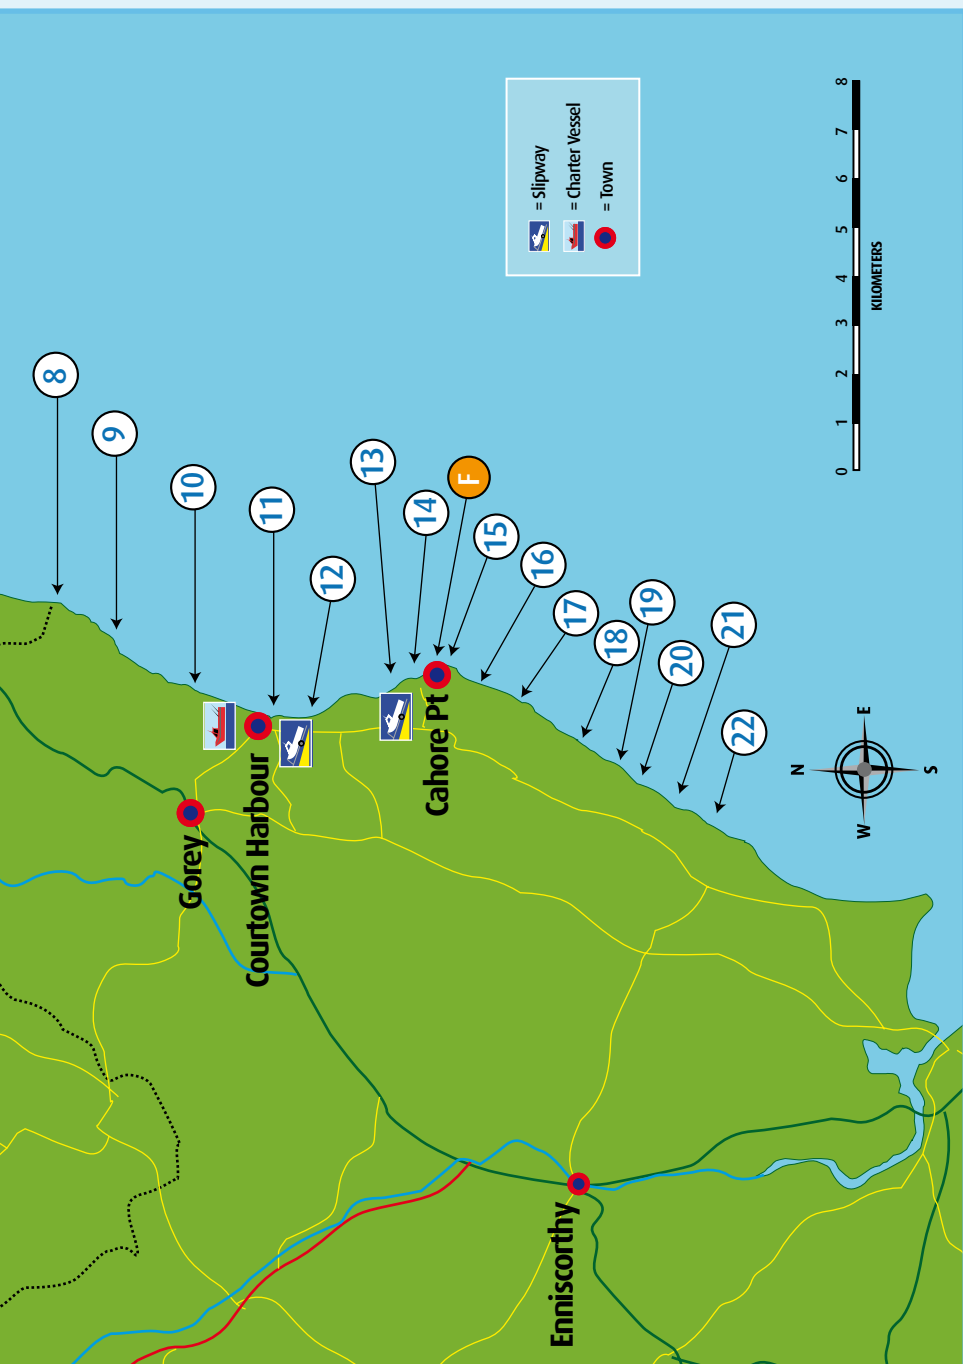 8
9
10
11
12
13
14
F
15
16
17
18
19
20
21
22
Gorey
Courtown Harbour
Cahore Pt
Enniscorthy
= Slipway
= Charter Vessel
= Town
0 1 2 3 4 5 6 7 8
KILOMETERS
N
E
S
W